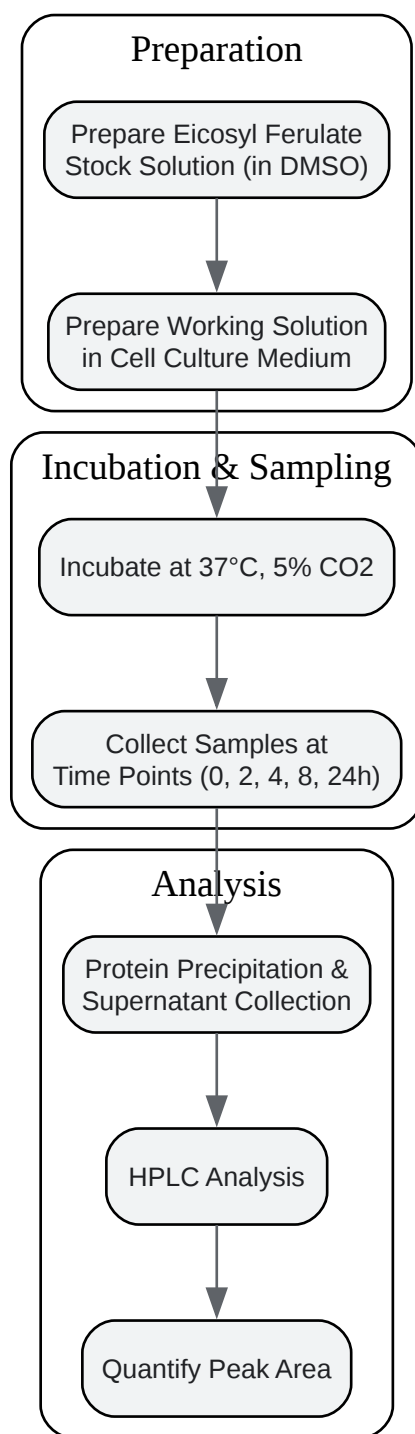 Preparation
Prepare Eicosyl Ferulate
Stock Solution (in DMSO)
Prepare Working Solution
in Cell Culture Medium
Incubation & Sampling
Incubate at 37°C, 5% CO2
Collect Samples at
Time Points (0, 2, 4, 8, 24h)
Analysis
Protein Precipitation &
Supernatant Collection
HPLC Analysis
Quantify Peak Area